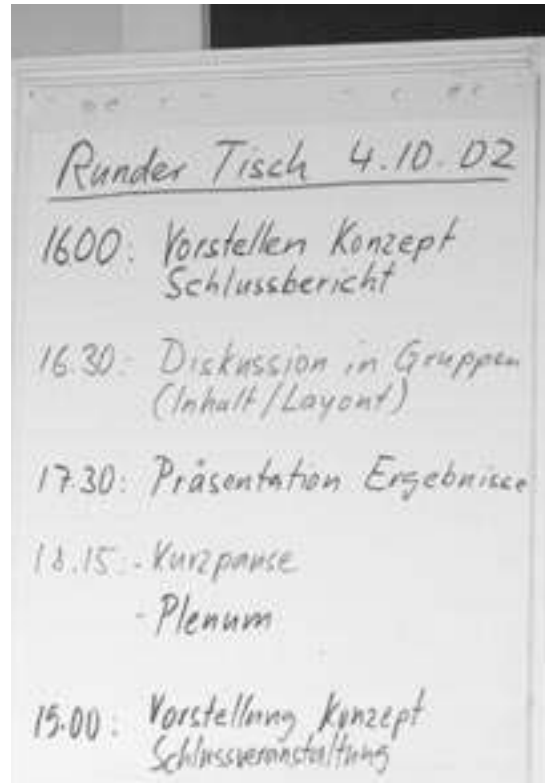 Runder Tisch 4.10.02
1600: Vorstellen Konzept
Schlussbericht
16.30: Diskussion in Gruppen
(Inhalt/Layout)
17.30: Präsentation Ergebnisse
18.15: - Kurzpause
- Plenum
19.00: Vorstellung Konzept
Schlussveranstaltung